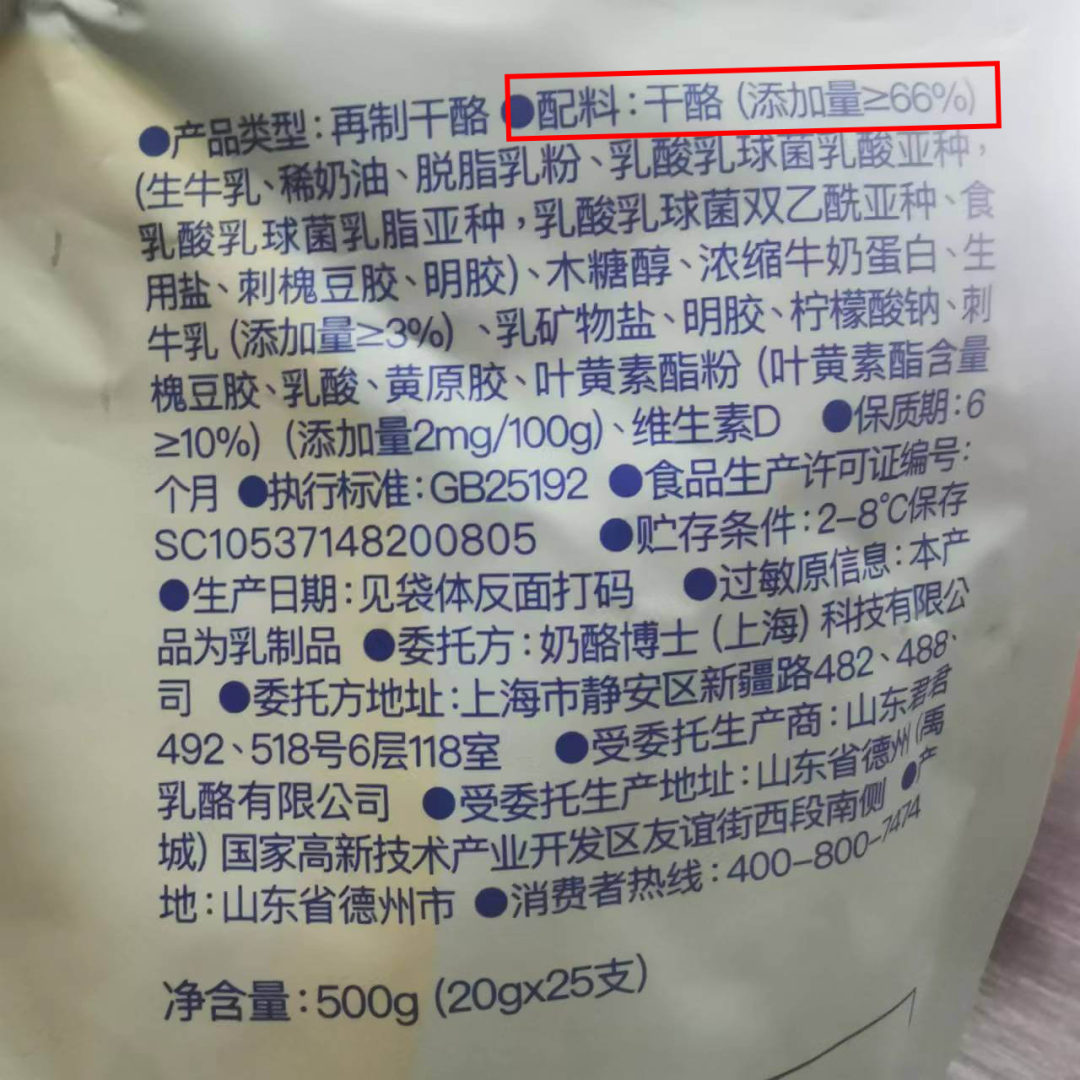 ●产品类型:再制干酪 ●配料:干酪(添加量≥66%)
(生牛乳、稀奶油、脱脂乳粉、乳酸乳球菌乳酸亚种,
乳酸乳球菌乳脂亚种,乳酸乳球菌双乙酰亚种、食
用盐、刺槐豆胶、明胶)、木糖醇、浓缩牛奶蛋白、生
牛乳(添加量≥3%)、乳矿物盐、明胶、柠檬酸钠、刺
槐豆胶、乳酸、黄原胶、叶黄素酯粉(叶黄素酯含量
≥10%)(添加量2mg/100g)、维生素D ●保质期:6
个月 ●执行标准:GB25192 ●食品生产许可证编号:
SC10537148200805 ●贮存条件:2-8℃保存
●生产日期:见袋体反面打码 ●过敏原信息:本产
品为乳制品 ●委托方:奶酪博士(上海)科技有限公
司 ●委托方地址:上海市静安区新疆路482、488、
492、518号6层118室 ●受委托生产商:山东君君
乳酪有限公司 ●受委托生产地址:山东省德州(禹
城)国家高新技术产业开发区友谊街西段南侧 ●产
地:山东省德州市 ●消费者热线:400-800-7474
净含量:500g(20gx25支)